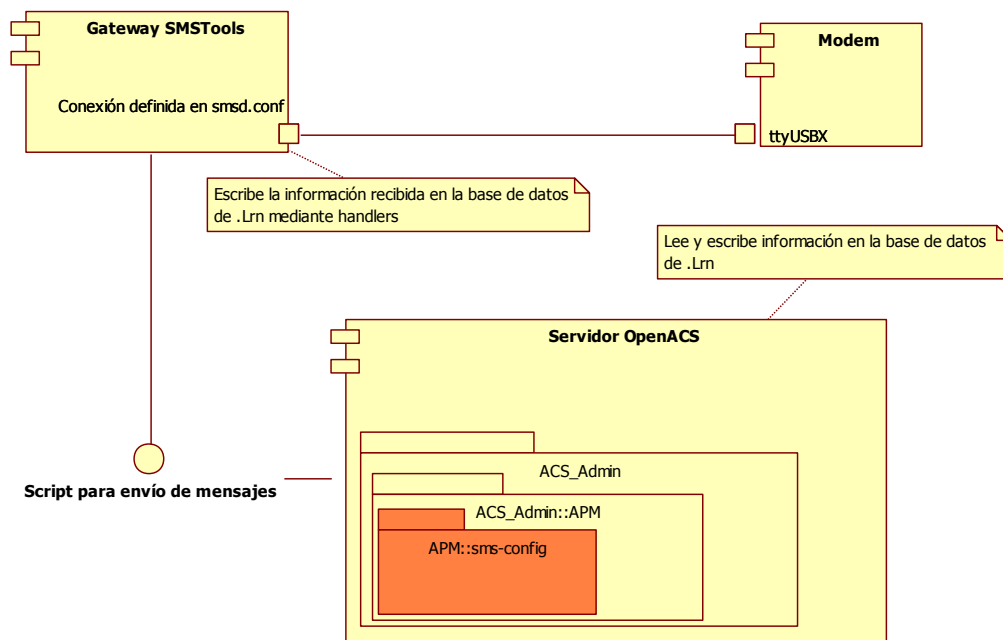 Gateway SMSTools
Conexión definida en smsd.conf
Modem
ttyUSBX
Escribe la información recibida en la base de datos
de .Lrn mediante handlers
Lee y escribe información en la base de datos
de .Lrn
Servidor OpenACS
Script para envío de mensajes
ACS_Admin
ACS_Admin::APM
APM::sms-config